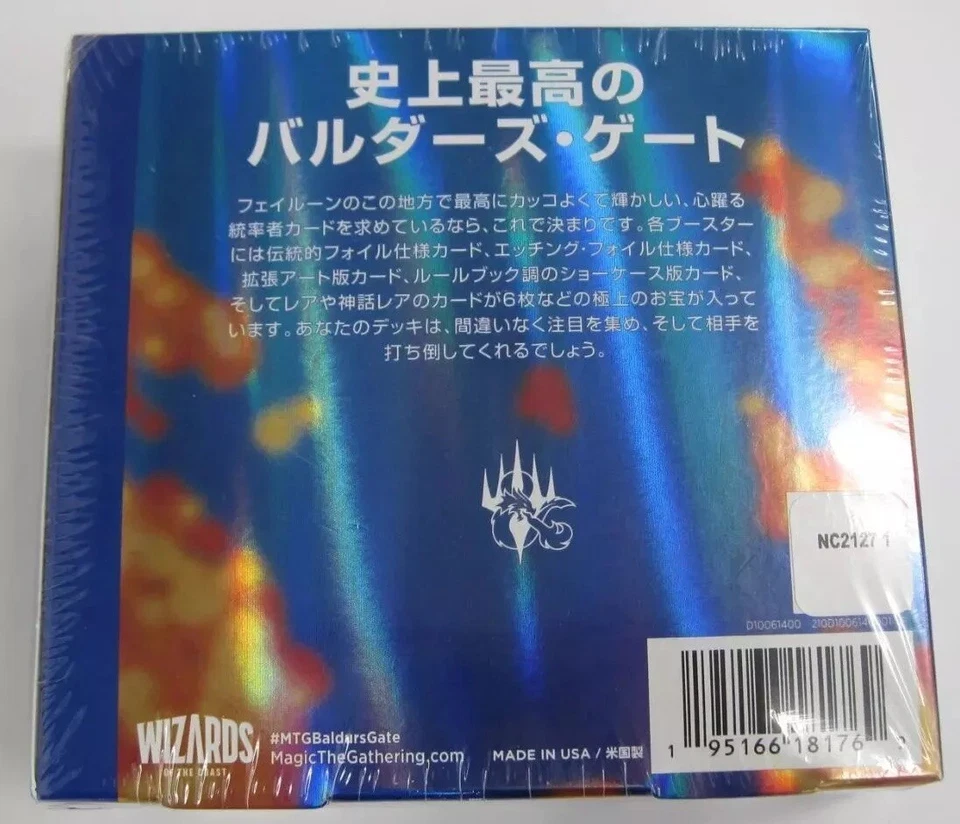 史上最高の
バルダーズ・ゲート
フェイルーンのこの地方で最高にカッコよくて輝かしい、心躍る
統率者カードを求めているなら、これで決まりです。各ブースター
には伝統的フォイル仕様カード、エッチング・フォイル仕様カード、
拡張アート版カード、ルールブック調のショーケース版カード、
そしてレアや神話レアのカードが6枚などの極上のお宝が入って
います。あなたのデッキは、間違いなく注目を集め、そして相手を
打ち倒してくれるでしょう。
NC2127 1
D10061400
WIZARDS
OF THE COAST
#MTGBaldursGate
MagicTheGathering.com
MADE IN USA / 米国製
1 95166 18176